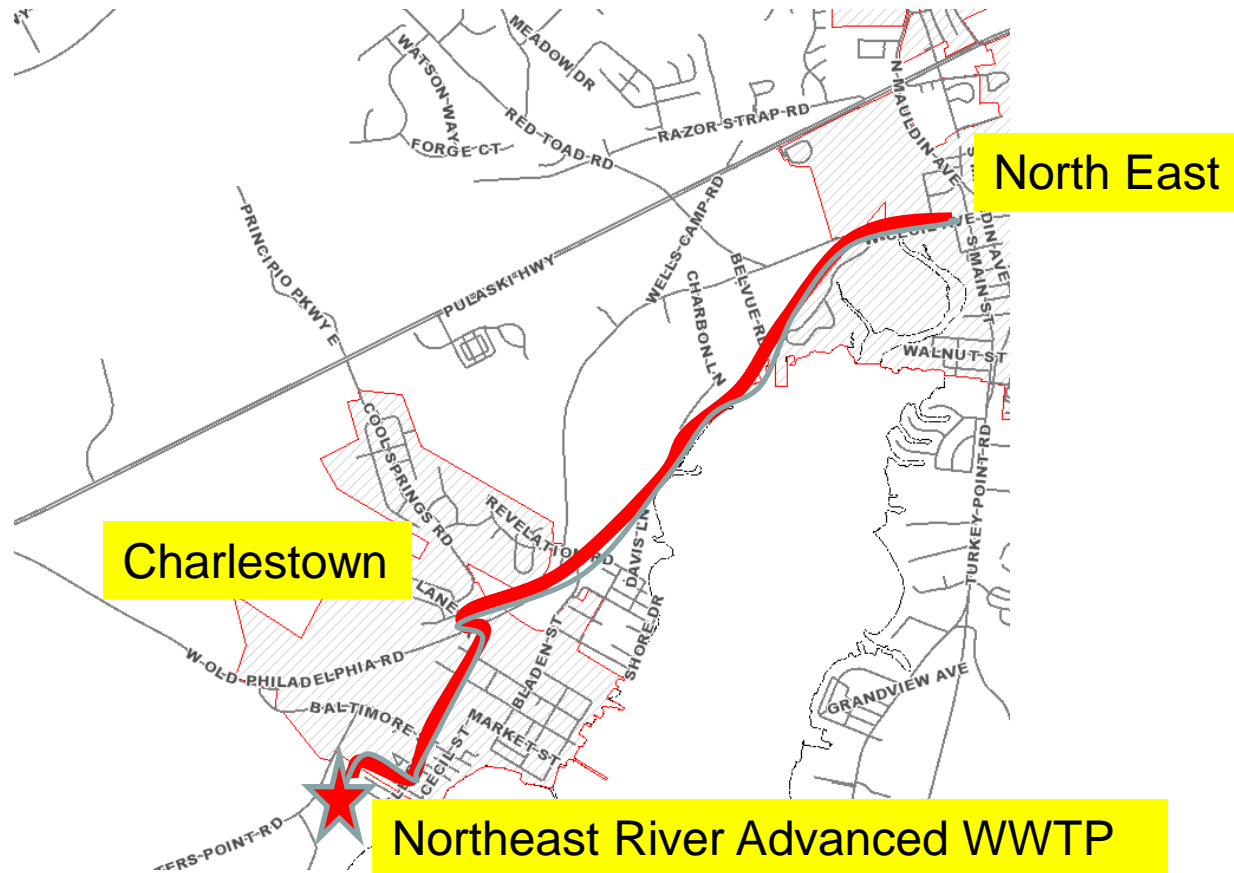 MEADOW DR
WATSON WAY
RED TOAD RD
FORGE CT
RAZOR STRAP RD
N MAULDIN AVE
North East
PRINCIPIO PKWY E
PULASKI HWY
WELLS CAMP RD
BELVUE RD
CHARBON LN
S MAIN ST
WALNUT ST
COOL SPRINGS RD
TURKEY POINT RD
REVELATION RD
DAVIS LN
Charlestown
LANE
SHORE DR
BLADEN ST
W OLD PHILADELPHIA RD
GRANDVIEW AVE
BALTIMORE
MARKET ST
CECIL ST
Northeast River Advanced WWTP
TERS POINT RD